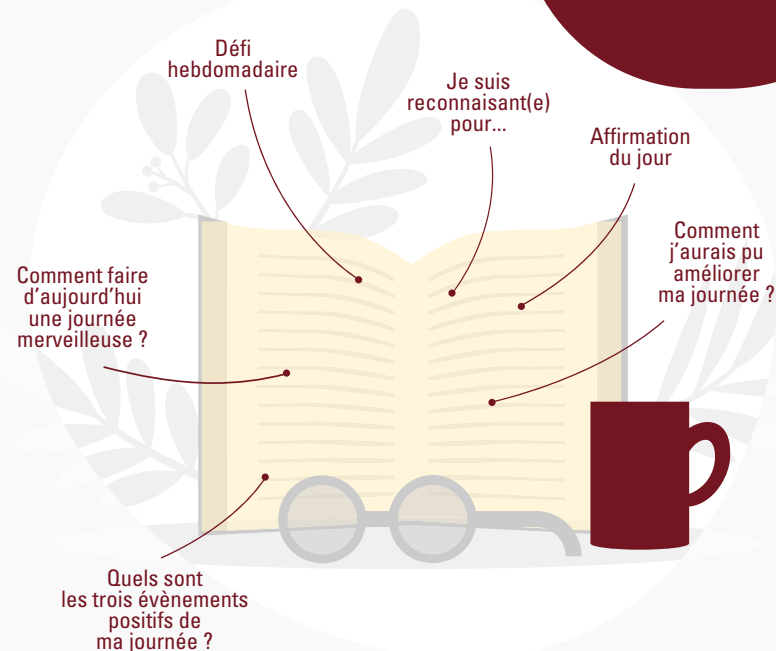 Défi
hebdomadaire
Je suis
reconnaisant(e)
pour...
Affirmation
du jour
Comment
j'aurais pu
améliorer
ma journée ?
Comment faire
d'aujourd'hui
une journée
merveilleuse ?
Quels sont
les trois évènements
positifs de
ma journée ?